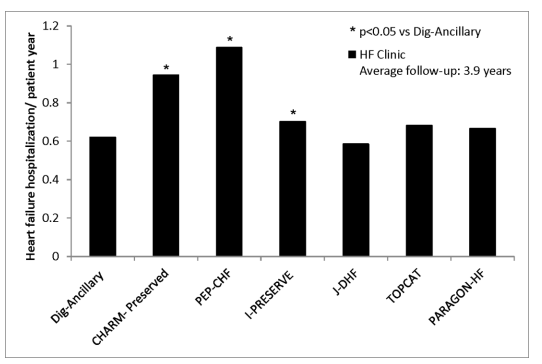 Heart failure hospitalization/ patient year
1.2
1
0.8
0.6
0.4
0.2
0
* p<0.05 vs Dig-Ancillary
HF Clinic
Average follow-up: 3.9 years
*
*
*
Dig-Ancillary
CHARM- Preserved
PEP-CHF
I-PRESERVE
J-DHF
TOPCAT
PARAGON-HF